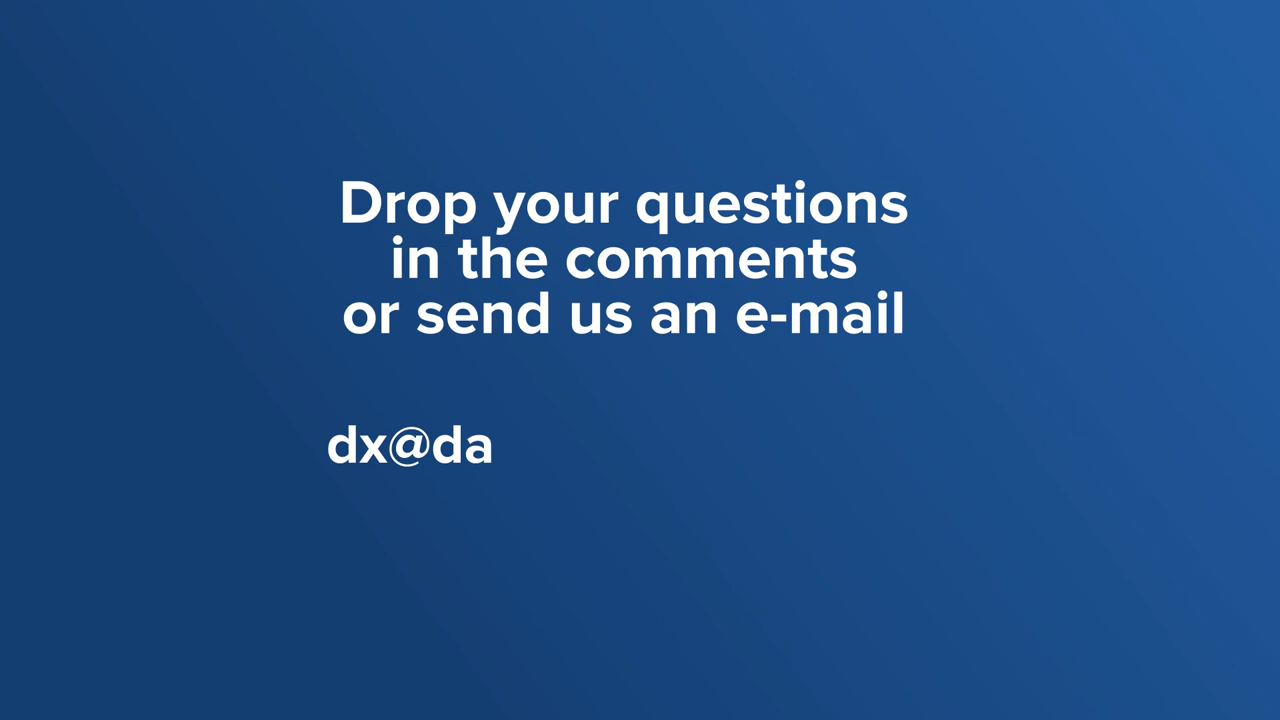 Drop your questions
in the comments
or send us an e-mail
dx@da